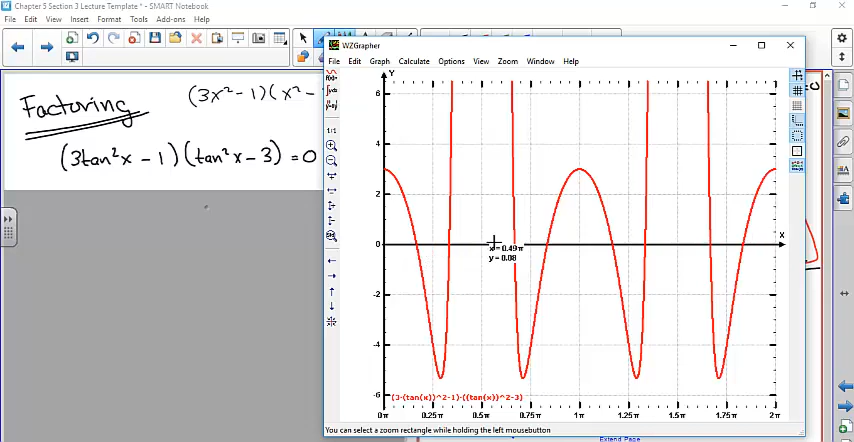 Chapter 5 Section 3 Lecture Template * - SMART Notebook
File Edit View Insert Format Tools Add-ons Help
WZGrapher
File Edit Graph Calculate Options View Zoom Window Help
Factoring
(3x²-1)(x²-
(3tan²x-1)(tan²x-3)=0
1:1
Y
6
4
2
0
-2
-4
-6
X
x=0.49π
y=0.08
(3·(tan(x))^2-1)·((tan(x))^2-3)
0π 0.25π 0.5π 0.75π 1π 1.25π 1.5π 1.75π 2π
You can select a zoom rectangle while holding the left mousebutton
Extend Page